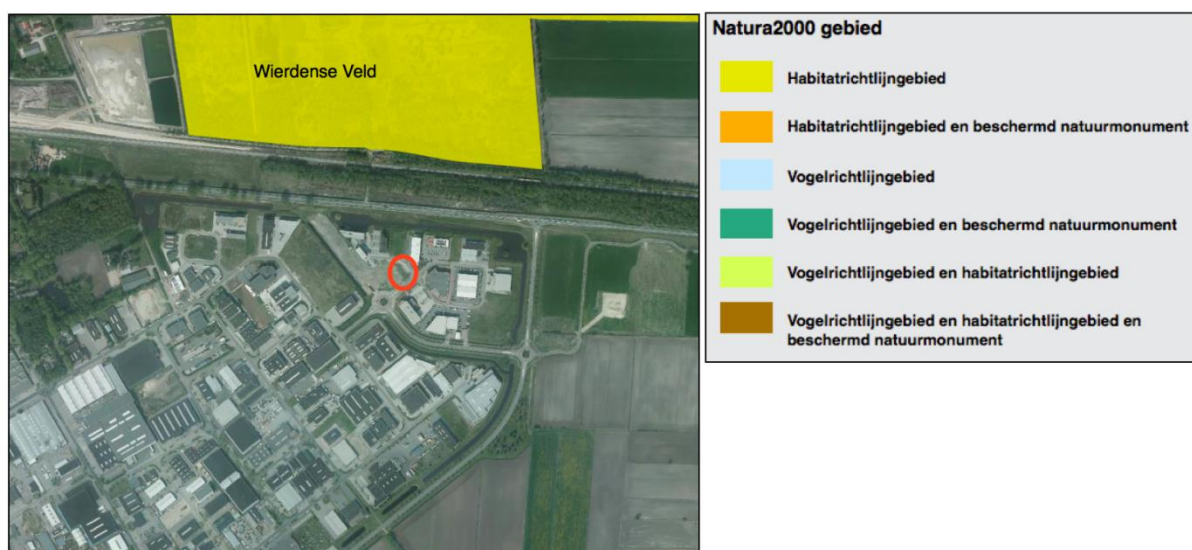 Wierdense Veld
Natura2000 gebied
Habitatrichtlijngebied
Habitatrichtlijngebied en beschermd natuurmonument
Vogelrichtlijngebied
Vogelrichtlijngebied en beschermd natuurmonument
Vogelrichtlijngebied en habitatrichtlijngebied
Vogelrichtlijngebied en habitatrichtlijngebied en
beschermd natuurmonument